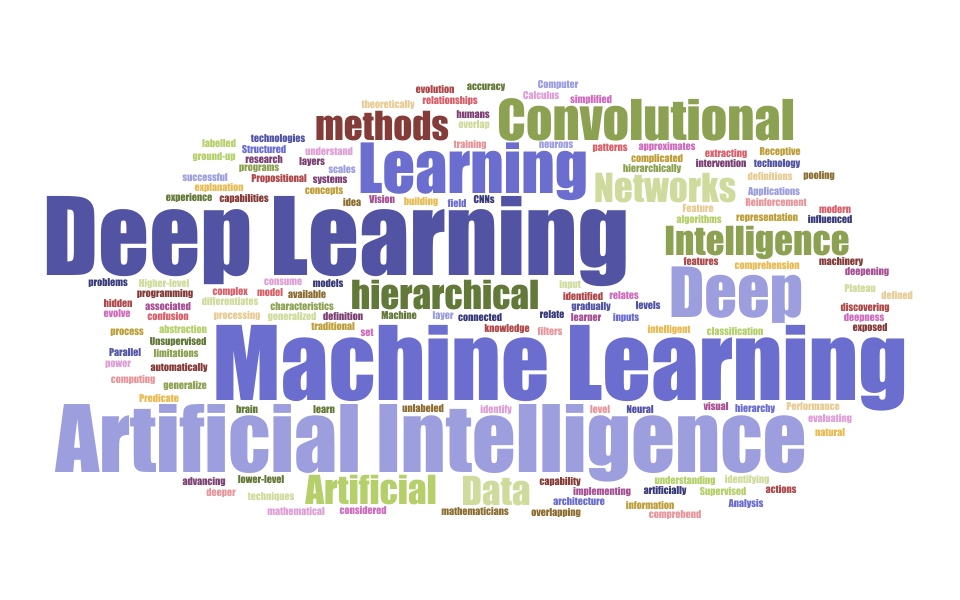 Computer
evolution accuracy
Calculus
theoretically relationships simplified
methods humans Convolutional
overlap
labelled technologies
Structured understand training neurons patterns approximates
ground-up research layers Learning complicated extracting Receptive
programs scales hierarchically intervention technology
successful Propositional systems Networks definitions pooling
explanation concepts Applications
experience capabilities idea Vision building field CNNs Reinforcement
Feature modern
algorithms representation influenced
Deep Learning
Intelligence
features comprehension machinery
deepening
problems Higher-level consume models input Deep Plateau
programming complex model available hierarchical identified relates defined
hidden associated differentiates characteristics gradually levels discovering
evolve confusion processing generalized definition Machine layer connected relate learner inputs deepness
process abstraction traditional set knowledge filters intelligent classification exposed
Unsupervised
Parallel limitations
Machine Learning
power automatically
computing generalize
Predicate
brain learn unlabeled identify level Neural visual hierarchy Performance
evaluating
Artificial Intelligence
natural
advancing lower-level Artificial Data capability understanding identifying
deeper techniques implementing artificially Supervised actions
architecture information Analysis
mathematical considered mathematicians overlapping comprehend